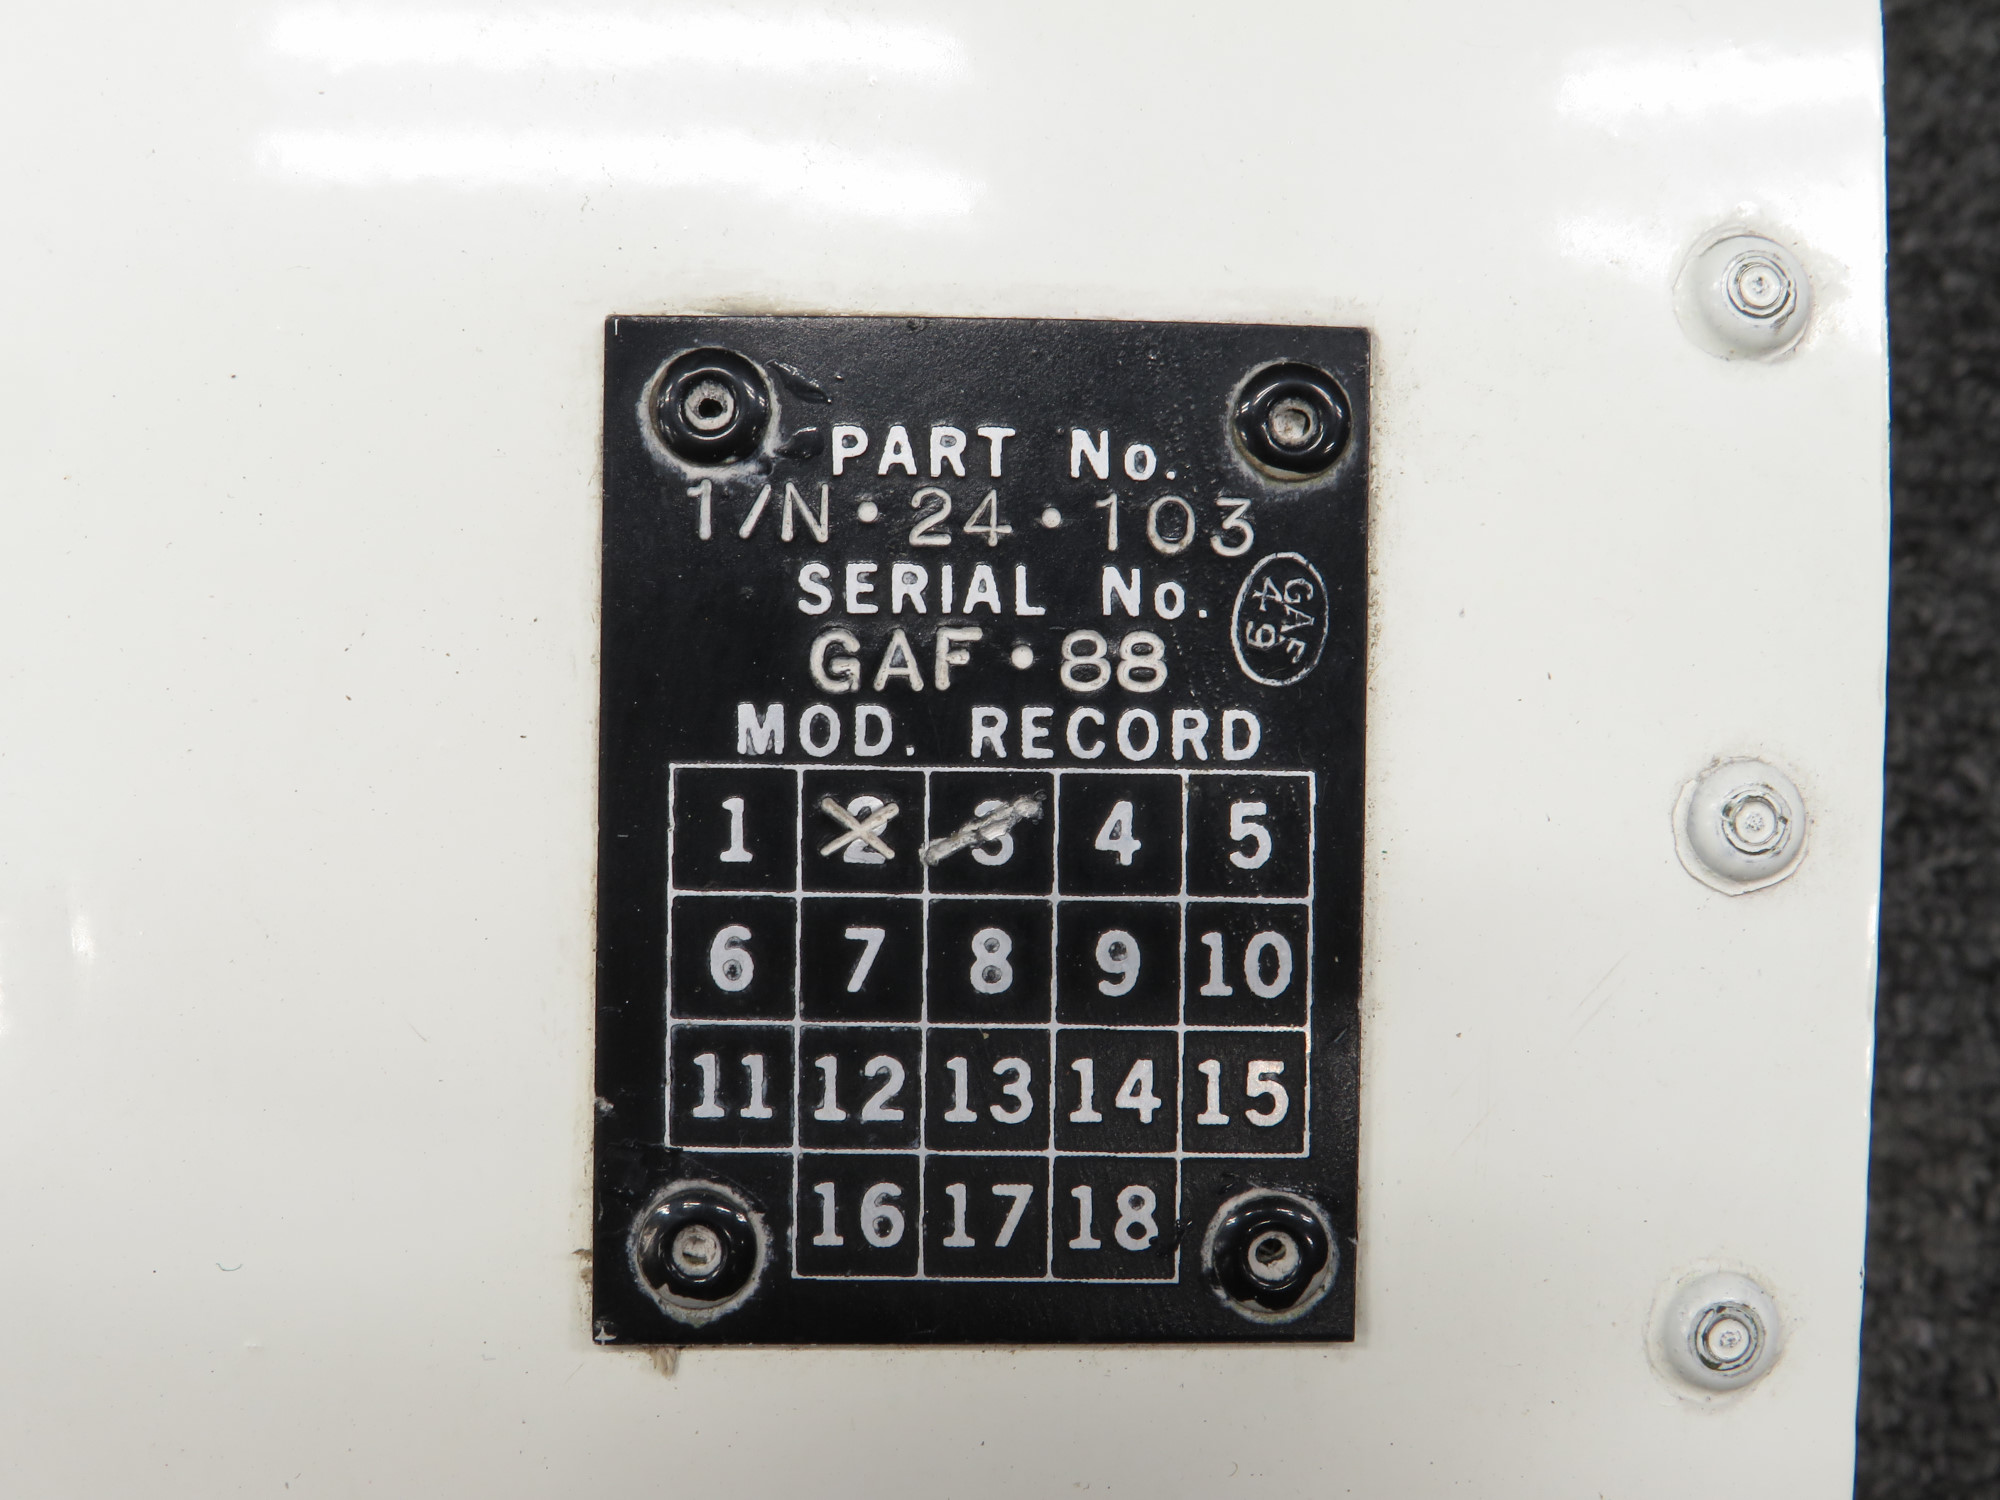 PART No.
1/N•24•103
SERIAL No.
GAF•88
GAF
49
MOD. RECORD
1 2 3 4 5
6 7 8 9 10
11 12 13 14 15
16 17 18